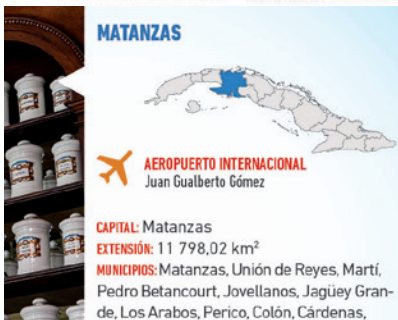 MATANZAS
AEROPUERTO INTERNACIONAL
Juan Gualberto Gómez
CAPITAL: Matanzas
EXTENSIÓN: 11 798,02 km²
MUNICIPIOS: Matanzas, Unión de Reyes, Martí,
Pedro Betancourt, Jovellanos, Jagüey Gran-
de, Los Arabos, Perico, Colón, Cárdenas,